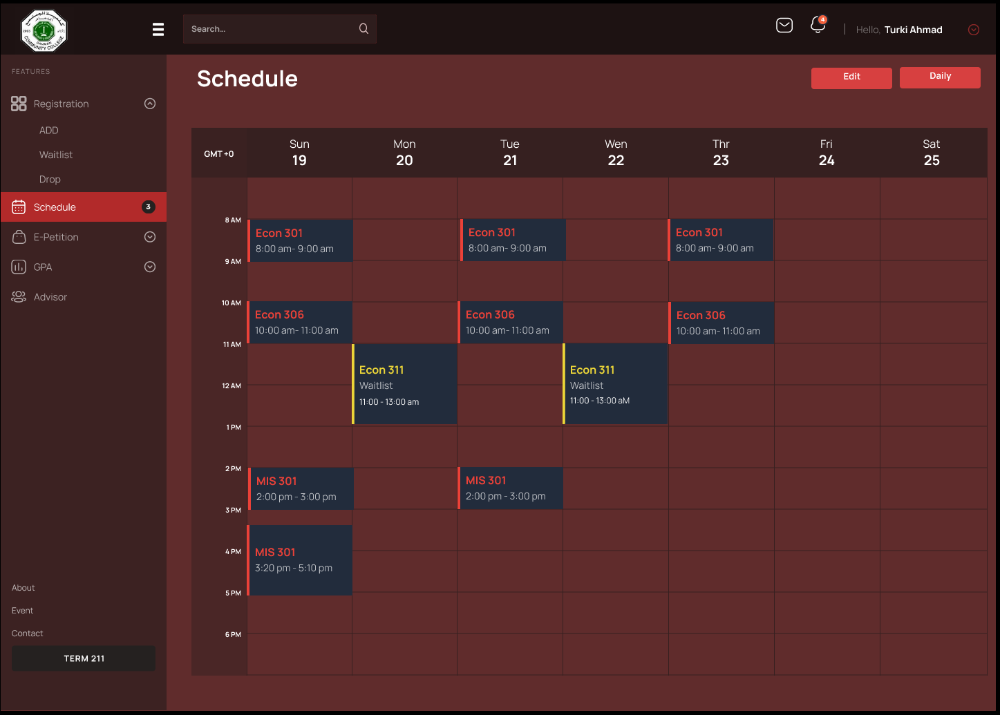 2003
DAMMAM
COMMUNITY COLLEGE
Search...
4
Hello, Turki Ahmad
FEATURES
Registration
ADD
Waitlist
Drop
Schedule
3
E-Petition
GPA
Advisor
About
Event
Contact
TERM 211
Schedule
Edit
Daily
GMT +0
Sun
19
Mon
20
Tue
21
Wen
22
Thr
23
Fri
24
Sat
25
8 AM
Econ 301
8:00 am- 9:00 am
Econ 301
8:00 am- 9:00 am
Econ 301
8:00 am- 9:00 am
9 AM
10 AM
Econ 306
10:00 am- 11:00 am
Econ 306
10:00 am- 11:00 am
Econ 306
10:00 am- 11:00 am
11 AM
Econ 311
Waitlist
11:00 - 13:00 am
Econ 311
Waitlist
11:00 - 13:00 aM
12 AM
1 PM
2 PM
MIS 301
2:00 pm - 3:00 pm
MIS 301
2:00 pm - 3:00 pm
3 PM
MIS 301
3:20 pm - 5:10 pm
4 PM
5 PM
6 PM